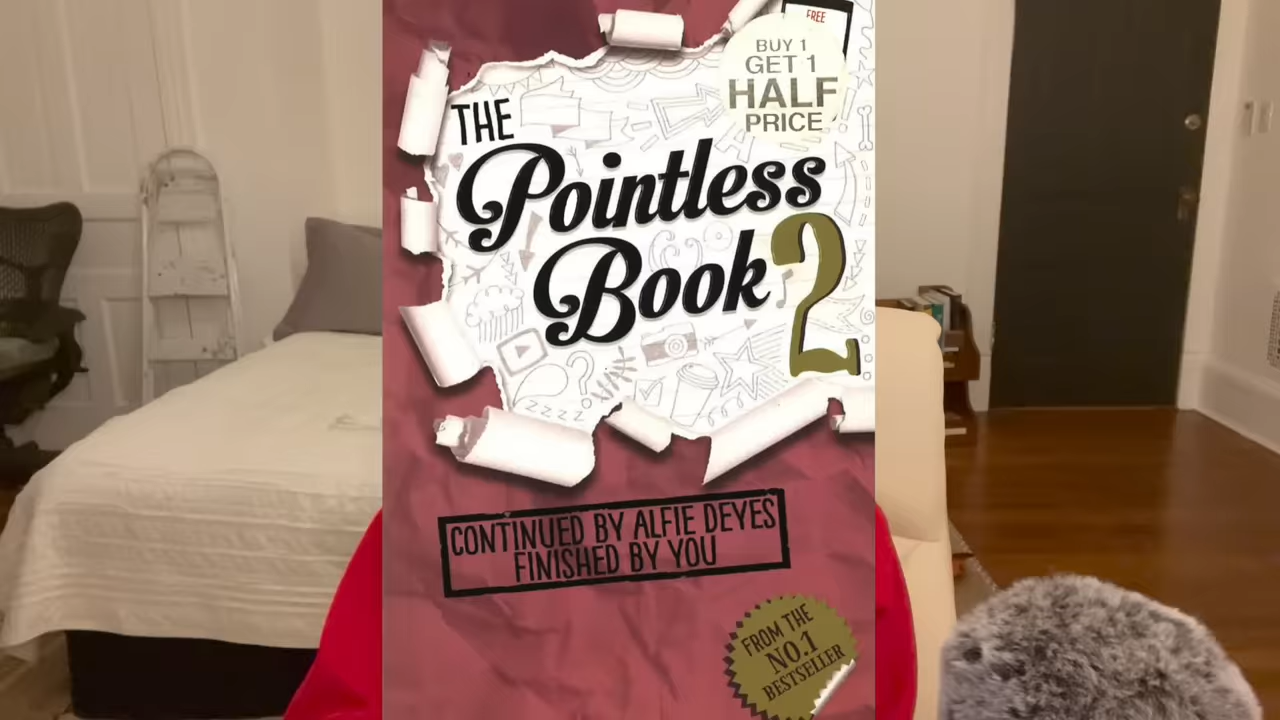 FREE
BUY 1
GET 1
HALF
PRICE
THE
Pointless
Book 2
ZZZZ
CONTINUED BY ALFIE DEYES
FINISHED BY YOU
FROM THE
NO.1
BESTSELLER